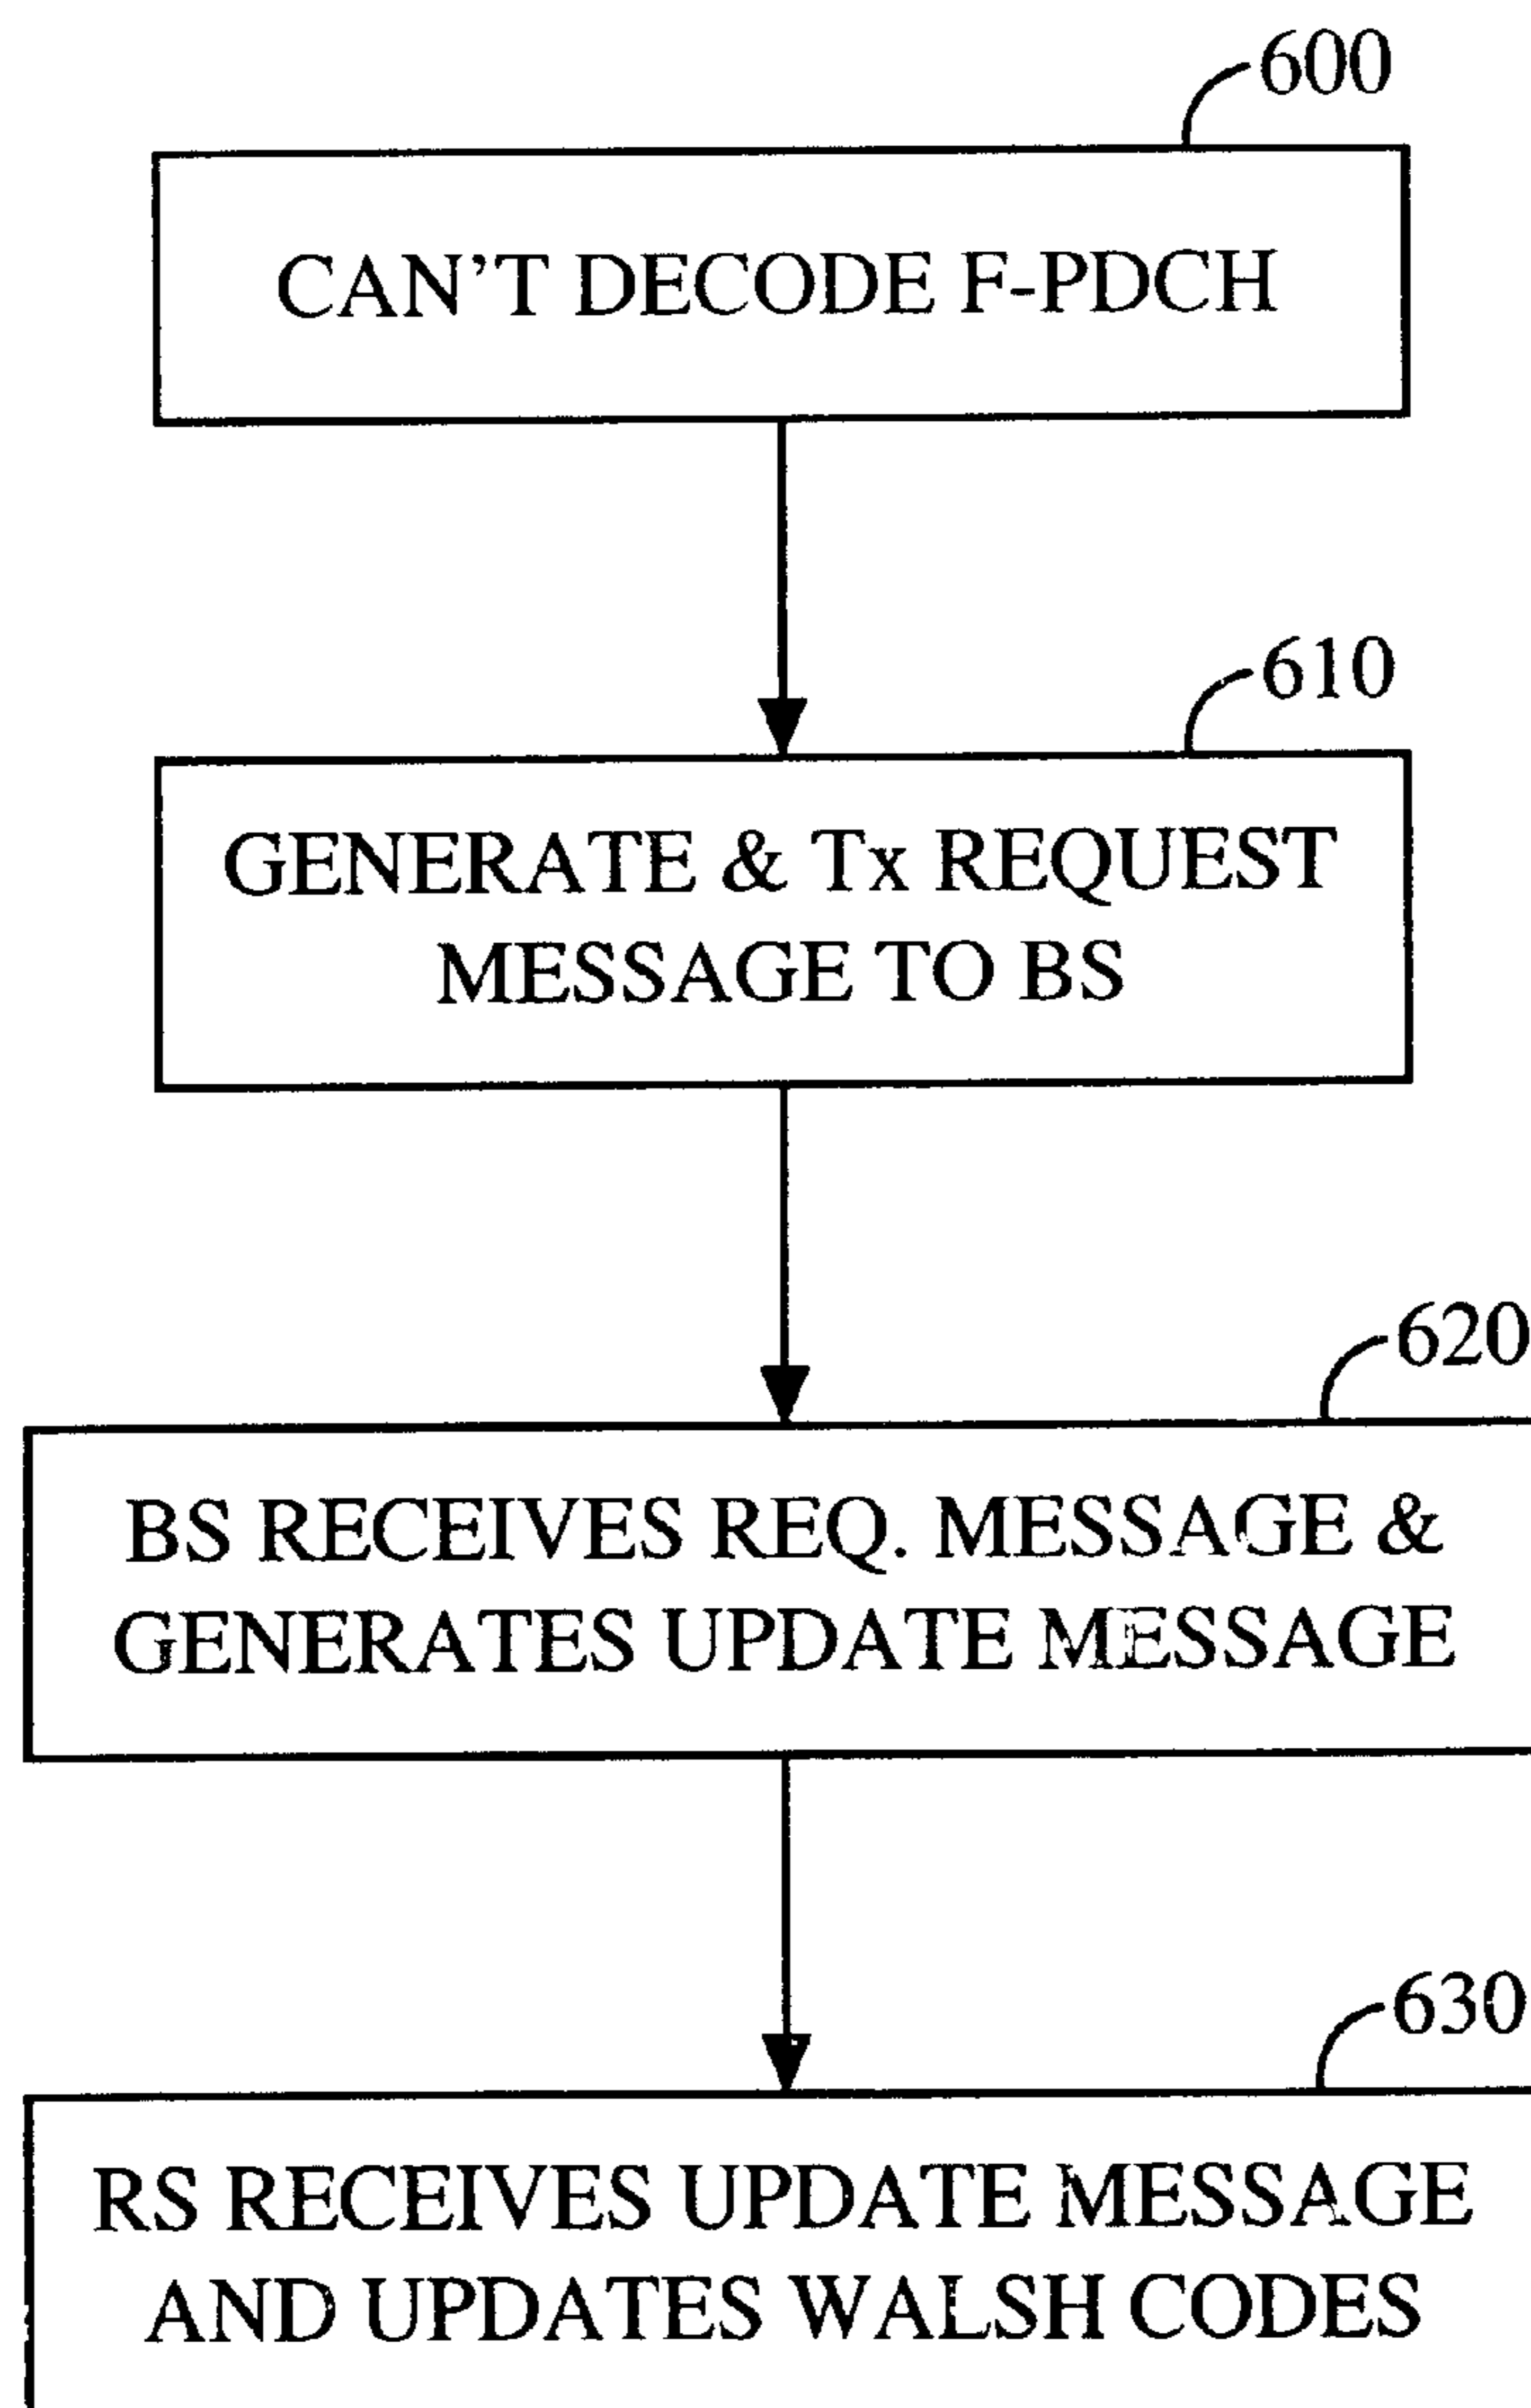 600
CAN'T DECODE F-PDCH
610
GENERATE & Tx REQUEST
MESSAGE TO BS
620
BS RECEIVES REQ. MESSAGE &
GENERATES UPDATE MESSAGE
630
RS RECEIVES UPDATE MESSAGE
AND UPDATES WALSH CODES